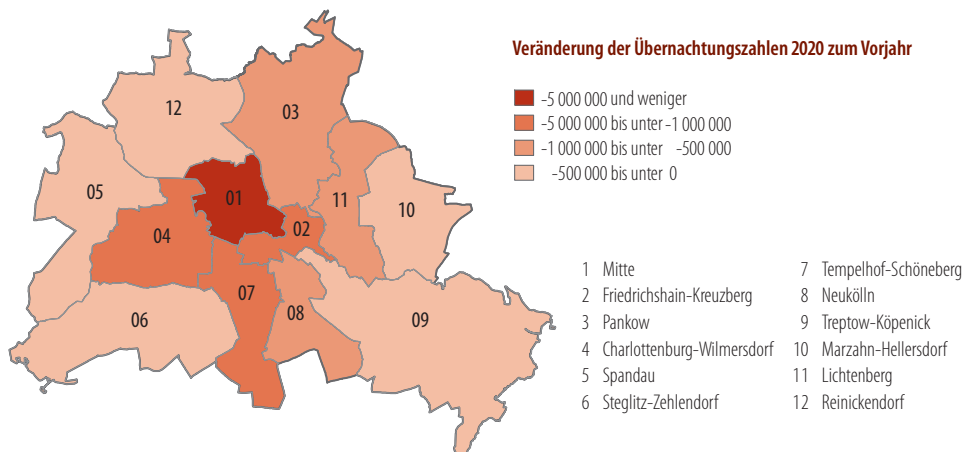 Veränderung der Übernachtungszahlen 2020 zum Vorjahr
-5 000 000 und weniger
-5 000 000 bis unter -1 000 000
-1 000 000 bis unter -500 000
-500 000 bis unter 0
12
03
05
01
11
10
02
04
07
08
09
06
1 Mitte
2 Friedrichshain-Kreuzberg
3 Pankow
4 Charlottenburg-Wilmersdorf
5 Spandau
6 Steglitz-Zehlendorf
7 Tempelhof-Schöneberg
8 Neukölln
9 Treptow-Köpenick
10 Marzahn-Hellersdorf
11 Lichtenberg
12 Reinickendorf